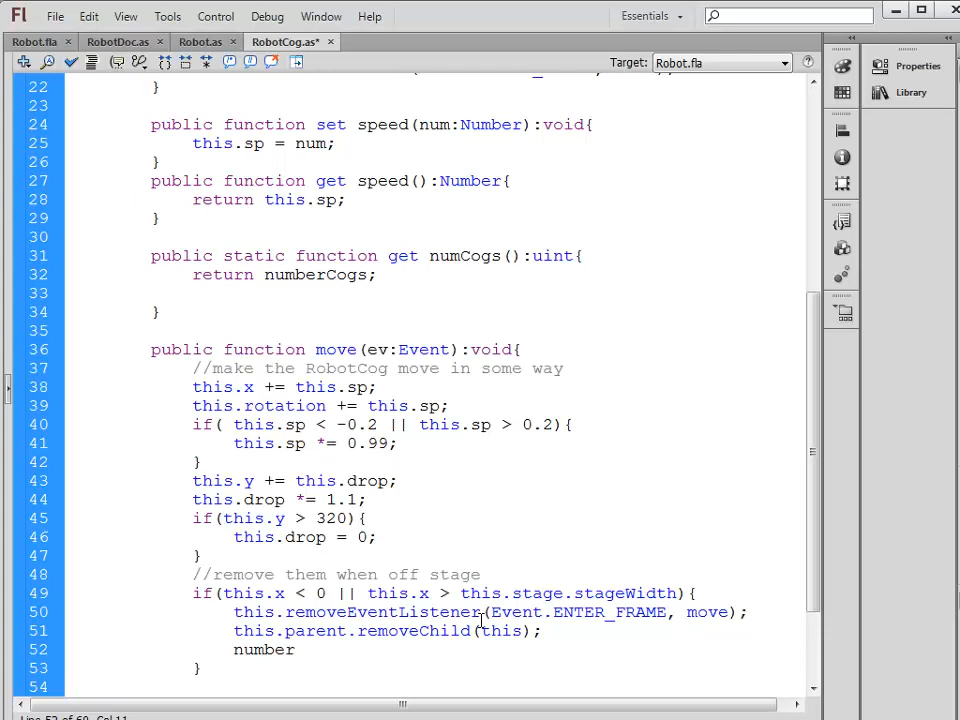 Fl File Edit View Tools Control Debug Window Help Essentials
Robot.fla × RobotDoc.as × Robot.as × RobotCog.as* ×
Target: Robot.fla
Properties
Library
22 }
23
24 public function set speed(num:Number):void{
25 this.sp = num;
26 }
27 public function get speed():Number{
28 return this.sp;
29 }
30
31 public static function get numCogs():uint{
32 return numberCogs;
33
34 }
35
36 public function move(ev:Event):void{
37 //make the RobotCog move in some way
38 this.x += this.sp;
39 this.rotation += this.sp;
40 if( this.sp < -0.2 || this.sp > 0.2){
41 this.sp *= 0.99;
42 }
43 this.y += this.drop;
44 this.drop *= 1.1;
45 if(this.y > 320){
46 this.drop = 0;
47 }
48 //remove them when off stage
49 if(this.x < 0 || this.x > this.stage.stageWidth){
50 this.removeEventListener(Event.ENTER_FRAME, move);
51 this.parent.removeChild(this);
52 number
53 }
54